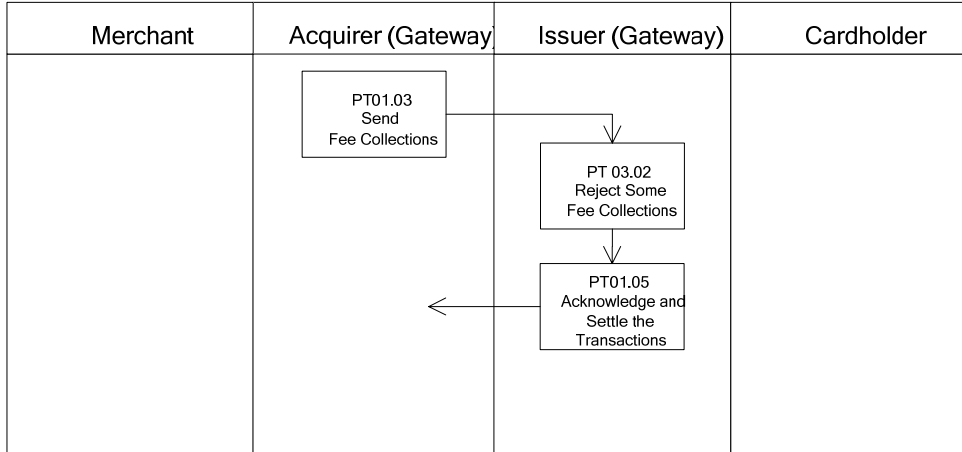 Merchant
Acquirer (Gateway)
Issuer (Gateway)
Cardholder
PT01.03
Send
Fee Collections
PT 03.02
Reject Some
Fee Collections
PT01.05
Acknowledge and
Settle the
Transactions